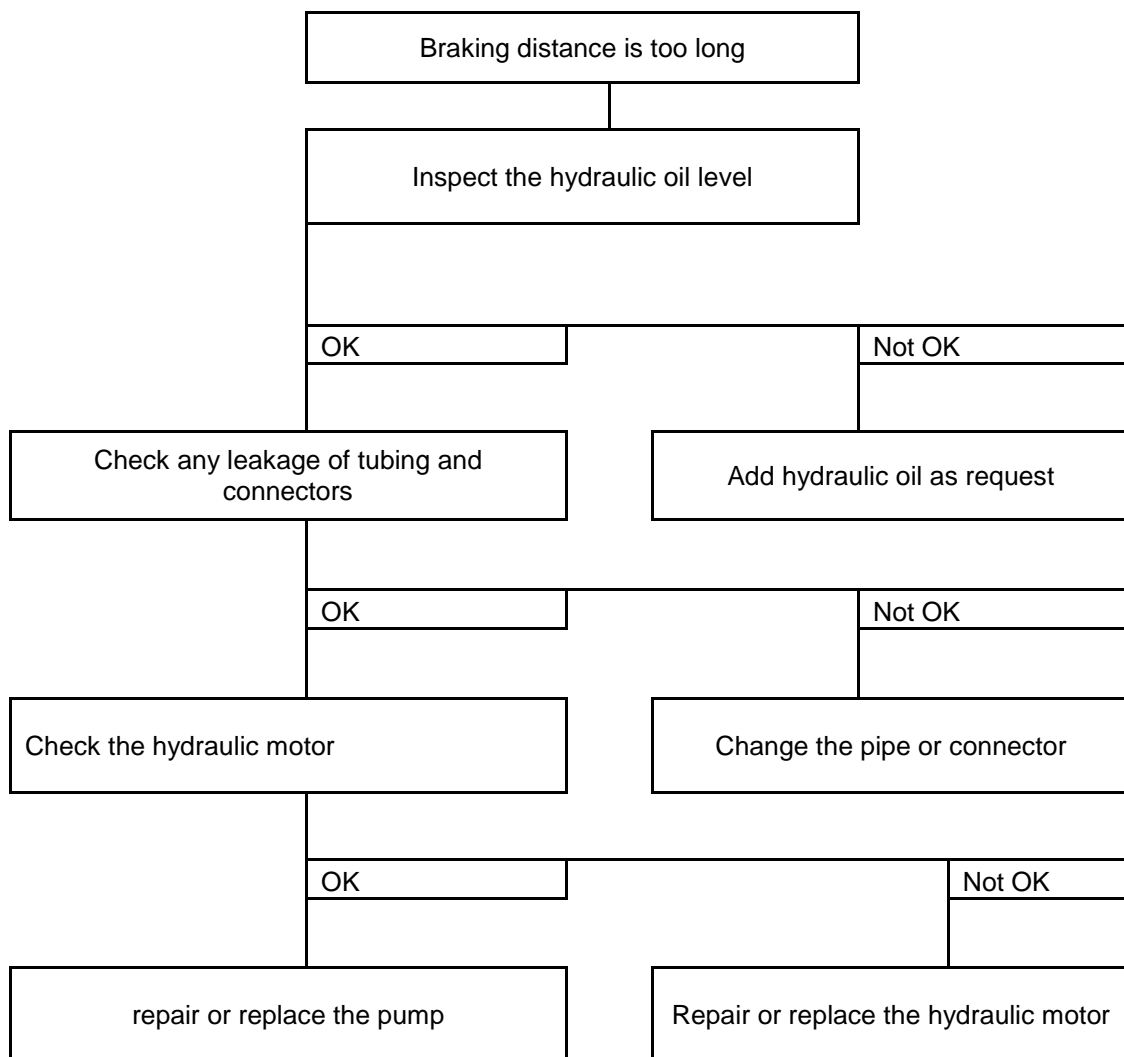 Braking distance is too long
Inspect the hydraulic oil level
OK
Not OK
Check any leakage of tubing and
connectors
Add hydraulic oil as request
OK
Not OK
Check the hydraulic motor
Change the pipe or connector
OK
Not OK
repair or replace the pump
Repair or replace the hydraulic motor